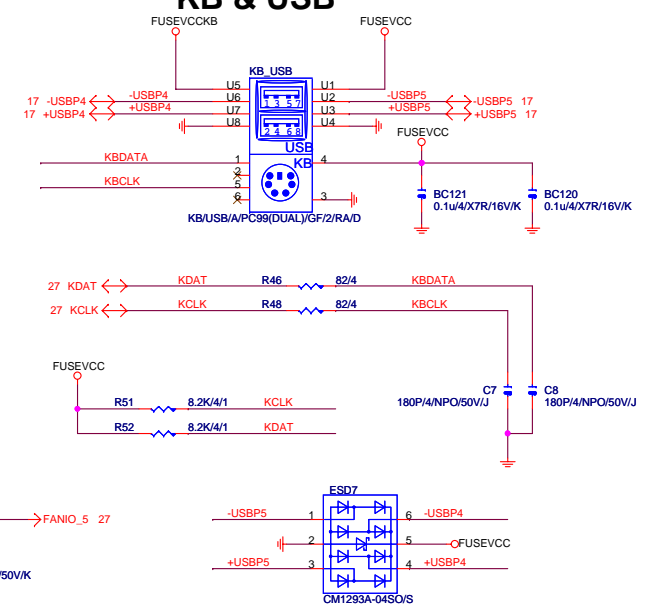 KB & USB
FUSEVCCKB
FUSEVCC
KB_USB
17 -USBP4
-USBP4
U5
U6
U1
U2
-USBP5
-USBP5 17
17 +USBP4
+USBP4
U7
U8
1 3 5 7
2 4 6 8
U3
U4
+USBP5
+USBP5 17
USB
FUSEVCC
KBDATA
1
2
KB
4
KBCLK
5
6
3
KB/USB/A/PC99(DUAL)/GF/2/RA/D
BC121
0.1u/4/X7R/16V/K
BC120
0.1u/4/X7R/16V/K
27 KDAT
KDAT
R46
82/4
KBDATA
27 KCLK
KCLK
R48
82/4
KBCLK
FUSEVCC
R51
8.2K/4/1
KCLK
R52
8.2K/4/1
KDAT
C7
180P/4/NPO/50V/J
C8
180P/4/NPO/50V/J
FANIO_5 27
50V/K
ESD7
-USBP5
1
6
-USBP4
2
5
FUSEVCC
+USBP5
3
4
+USBP4
CM1293A-04SO/S